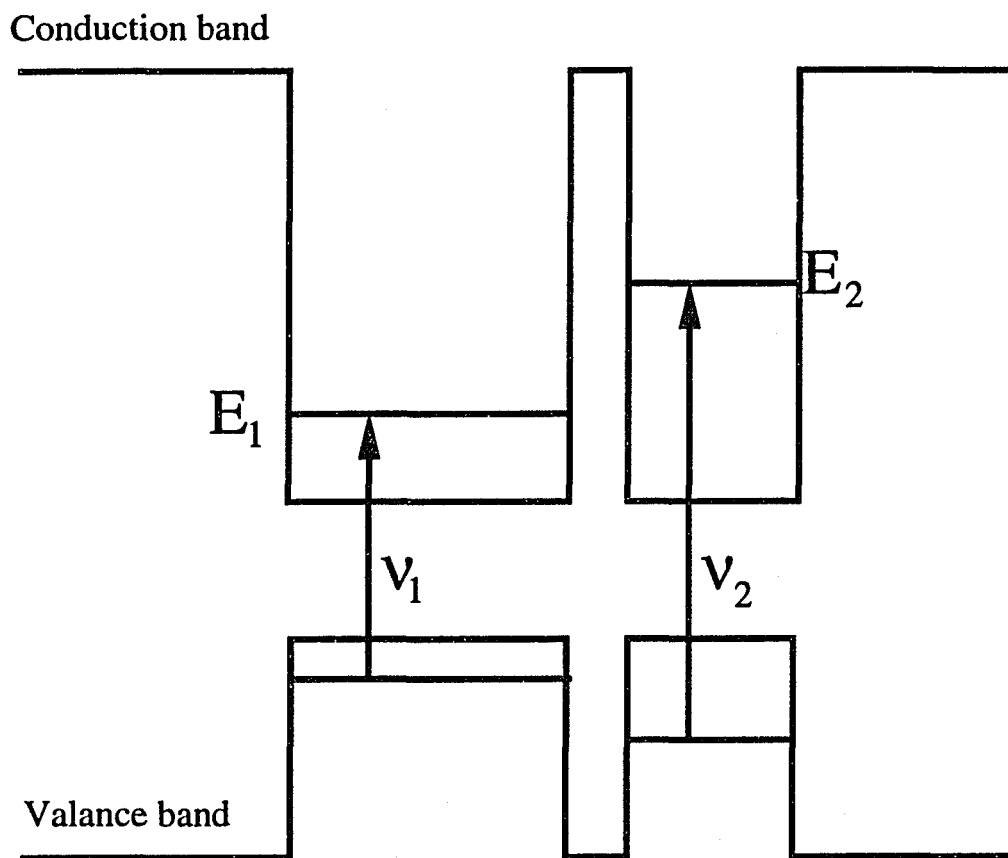 Conduction band
E₂
E₁
ν₁
ν₂
Valance band